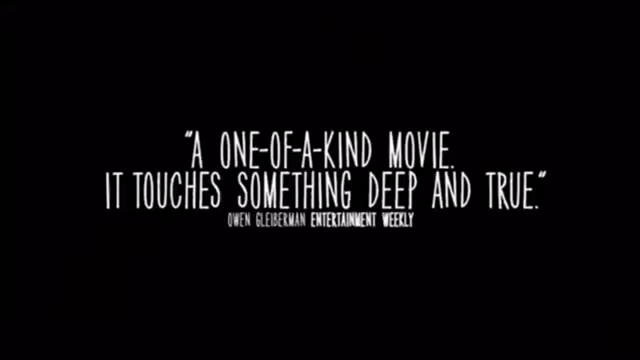 "A ONE-OF-A-KIND MOVIE.
IT TOUCHES SOMETHING DEEP AND TRUE."
OWEN GLEIBERMAN ENTERTAINMENT WEEKLY